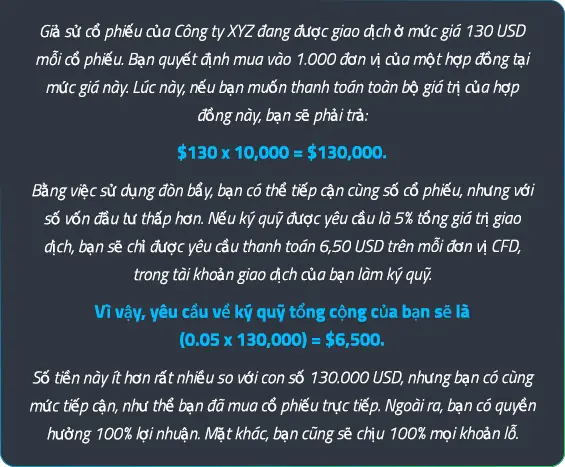 Giả sử cổ phiếu của Công ty XYZ đang được giao dịch ở mức giá 130 USD
mỗi cổ phiếu. Bạn quyết định mua vào 1.000 đơn vị của một hợp đồng tại
mức giá này. Lúc này, nếu bạn muốn thanh toán toàn bộ giá trị của hợp
đồng này, bạn sẽ phải trả:
$130 x 10,000 = $130,000.
Bằng việc sử dụng đòn bẩy, bạn có thể tiếp cận cùng số cổ phiếu, nhưng với
số vốn đầu tư thấp hơn. Nếu ký quỹ được yêu cầu là 5% tổng giá trị giao
dịch, bạn sẽ chỉ được yêu cầu thanh toán 6,50 USD trên mỗi đơn vị CFD,
trong tài khoản giao dịch của bạn làm ký quỹ.
Vì vậy, yêu cầu về ký quỹ tổng cộng của bạn sẽ là
(0.05 x 130,000) = $6,500.
Số tiền này ít hơn rất nhiều so với con số 130.000 USD, nhưng bạn có cùng
mức tiếp cận, như thể bạn đã mua cổ phiếu trực tiếp. Ngoài ra, bạn có quyền
hưởng 100% lợi nhuận. Mặt khác, bạn cũng sẽ chịu 100% mọi khoản lỗ.